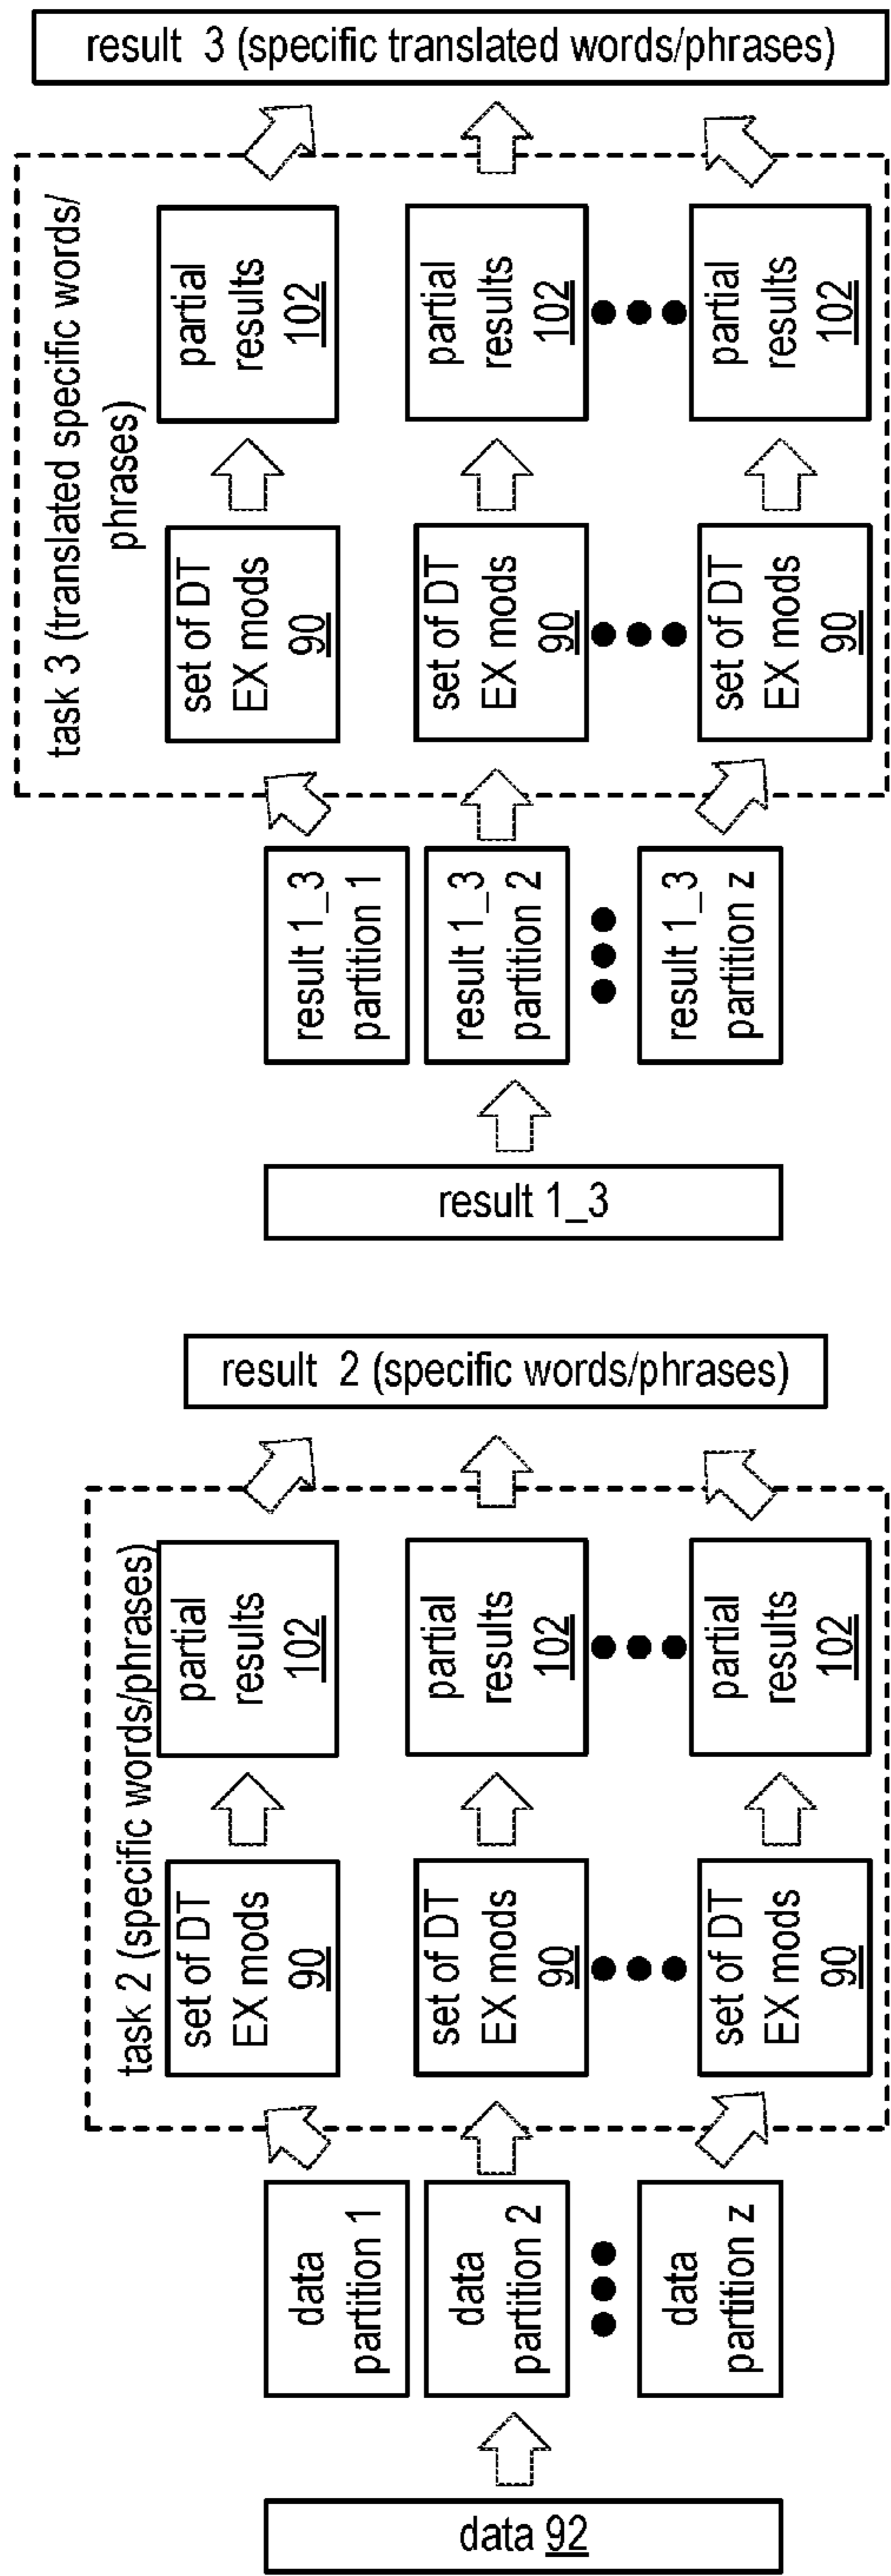 data 92
data
partition 1
data
partition 2
data
partition z
task 2 (specific words/phrases)
set of DT
EX mods
90
set of DT
EX mods
90
set of DT
EX mods
90
partial
results
102
partial
results
102
partial
results
102
result 2 (specific words/phrases)
result 1_3
result 1_3
partition 1
result 1_3
partition 2
result 1_3
partition z
task 3 (translated specific words/
phrases)
set of DT
EX mods
90
set of DT
EX mods
90
set of DT
EX mods
90
partial
results
102
partial
results
102
partial
results
102
result 3 (specific translated words/phrases)